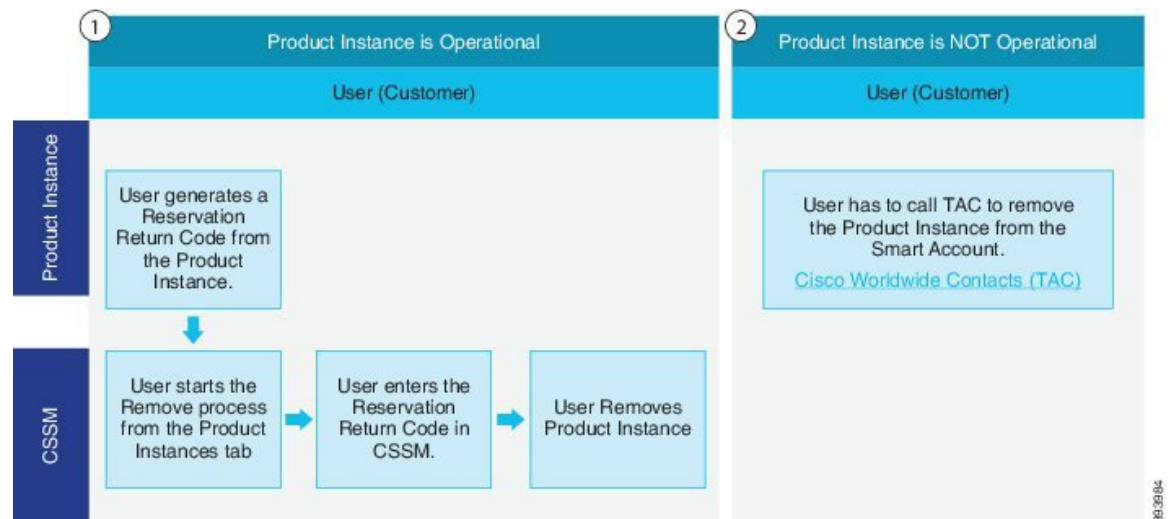 1
Product Instance is Operational
User (Customer)
2
Product Instance is NOT Operational
User (Customer)
Product Instance
User generates a
Reservation
Return Code from
the Product
Instance.
User has to call TAC to remove
the Product Instance from the
Smart Account.
Cisco Worldwide Contacts (TAC)
CSSM
User starts the
Remove process
from the Product
Instances tab
User enters the
Reservation
Return Code in
CSSM.
User Removes
Product Instance